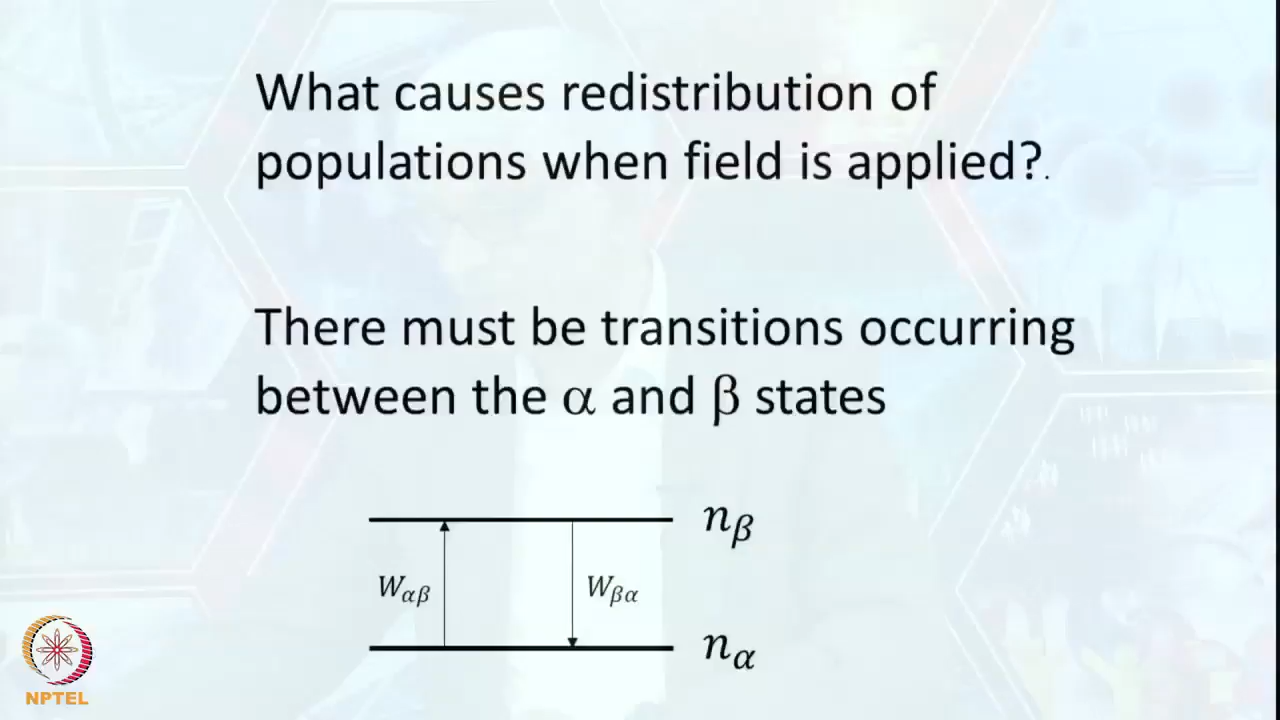 What causes redistribution of
populations when field is applied?.
There must be transitions occurring
between the α and β states
n_β
W_αβ W_βα
n_α
NPTEL